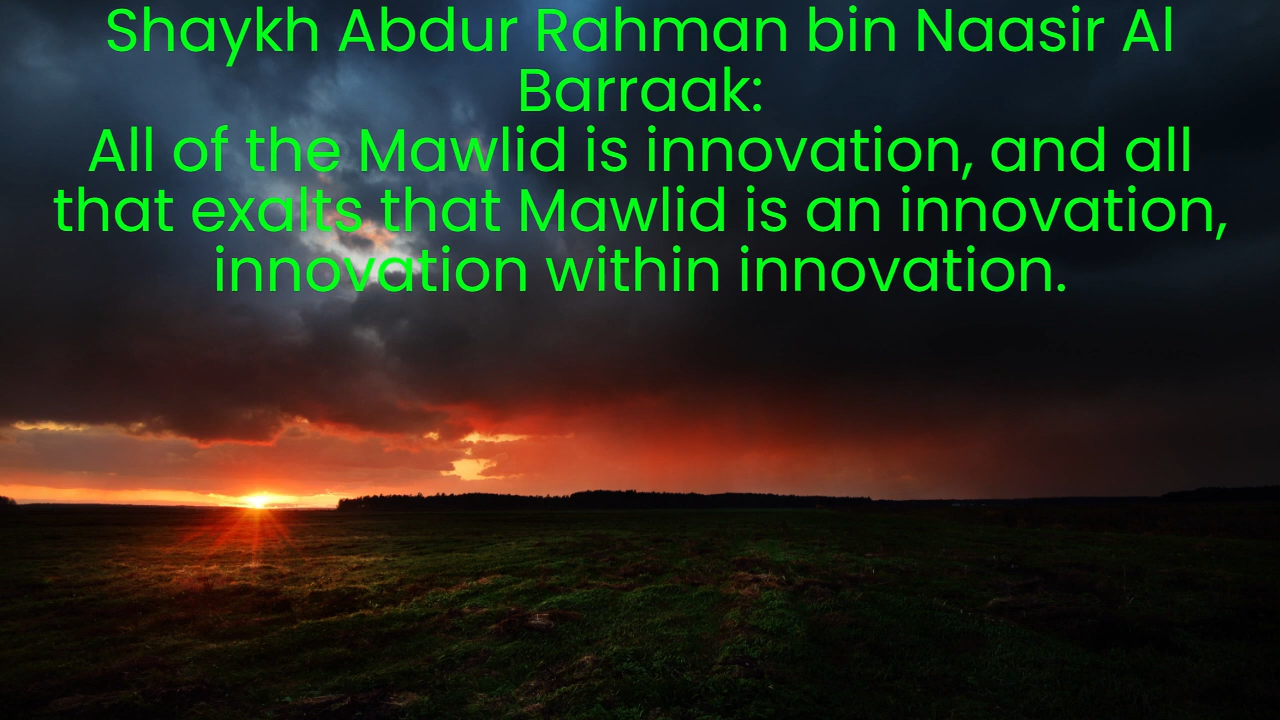 Shaykh Abdur Rahman bin Naasir Al
Barraak:
All of the Mawlid is innovation, and all
that exalts that Mawlid is an innovation,
innovation within innovation.